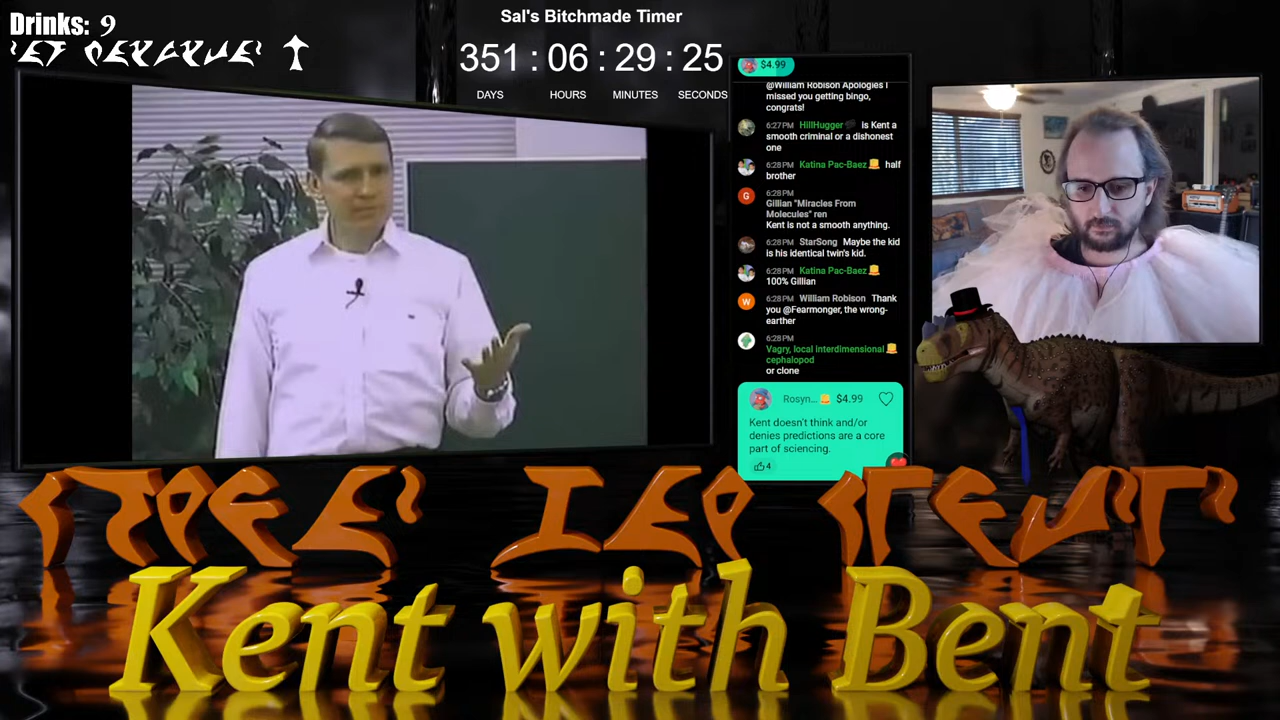 Drinks: 9
Sal's Bitchmade Timer
351 : 06 : 29 : 25
DAYS HOURS MINUTES SECONDS
$4.99
@William Robison Apologies I
missed you getting bingo,
congrats!
6:27PM HillHugger is Kent a
smooth criminal or a dishonest
one
6:28PM Katina Pac-Baez half
brother
6:28PM
Gillian "Miracles From
Molecules" ren
Kent is not a smooth anything.
6:28PM StarSong Maybe the kid
is his identical twin's kid.
6:28PM Katina Pac-Baez
100% Gillian
6:28PM William Robison Thank
you @Fearmonger, the wrong-
earther
6:28PM
Vagry, local interdimensional
cephalopod
or clone
Rosyn... $4.99
Kent doesn't think and/or
denies predictions are a core
part of sciencing.
4
G
W
Kent with Bent